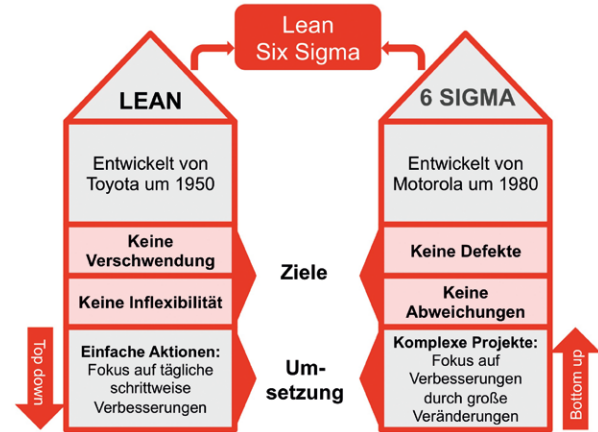 Lean
Six Sigma
LEAN
6 SIGMA
Entwickelt von
Toyota um 1950
Entwickelt von
Motorola um 1980
Keine
Verschwendung
Keine Inflexibilität
Ziele
Keine Defekte
Keine
Abweichungen
Top down
Einfache Aktionen:
Fokus auf tägliche
schrittweise
Verbesserungen
Um-
setzung
Komplexe Projekte:
Fokus auf
Verbesserungen
durch große
Veränderungen
Bottom up